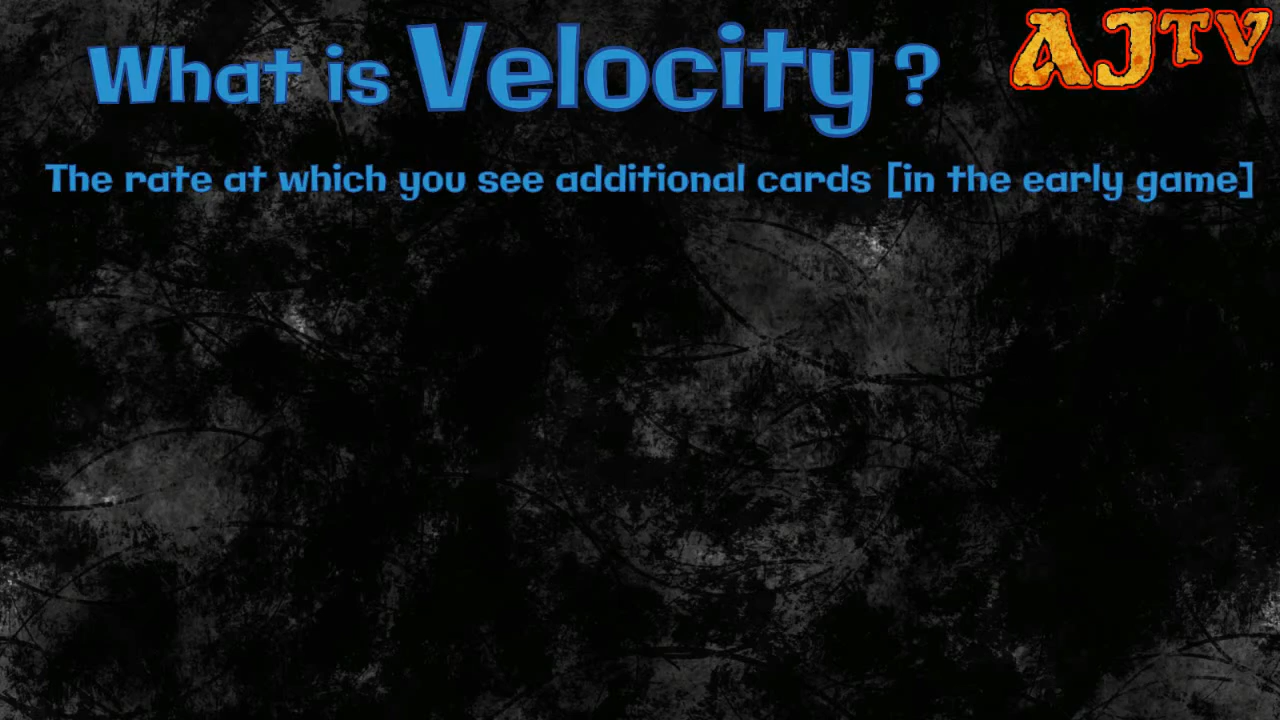 What is Velocity ?
AJTV
The rate at which you see additional cards [in the early game]